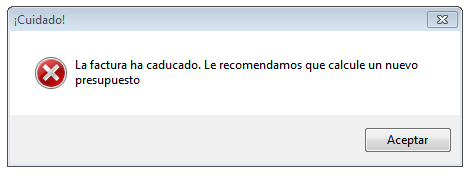 ¡Cuidado!
La factura ha caducado. Le recomendamos que calcule un nuevo
presupuesto
Aceptar